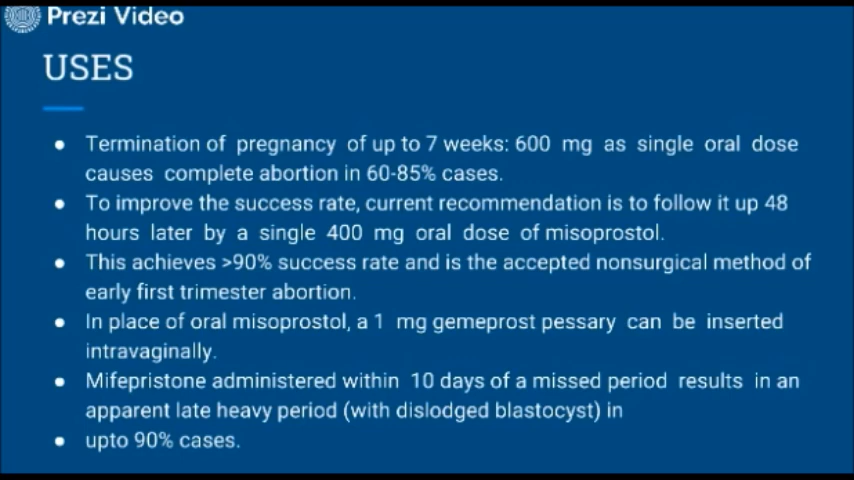 Prezi Video
USES
● Termination of pregnancy of up to 7 weeks: 600 mg as single oral dose
causes complete abortion in 60-85% cases.
● To improve the success rate, current recommendation is to follow it up 48
hours later by a single 400 mg oral dose of misoprostol.
● This achieves >90% success rate and is the accepted nonsurgical method of
early first trimester abortion.
● In place of oral misoprostol, a 1 mg gemeprost pessary can be inserted
intravaginally.
● Mifepristone administered within 10 days of a missed period results in an
apparent late heavy period (with dislodged blastocyst) in
● upto 90% cases.